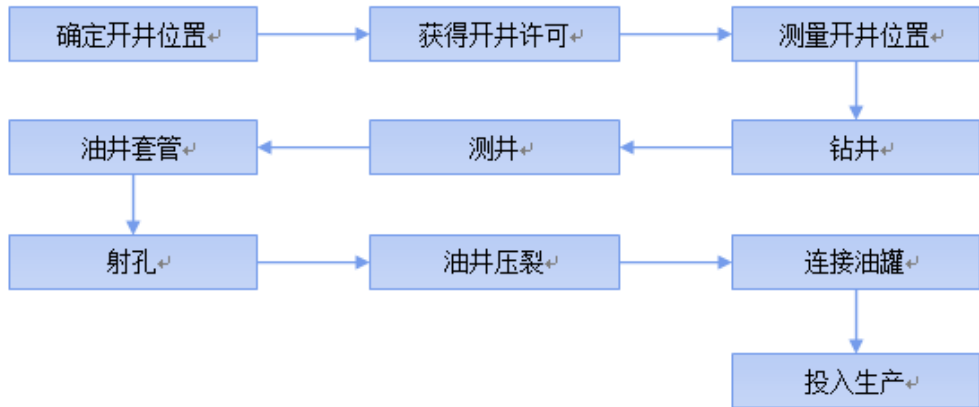 确定开井位置
获得开井许可
测量开井位置
钻井
测井
油井套管
射孔
油井压裂
连接油罐
投入生产